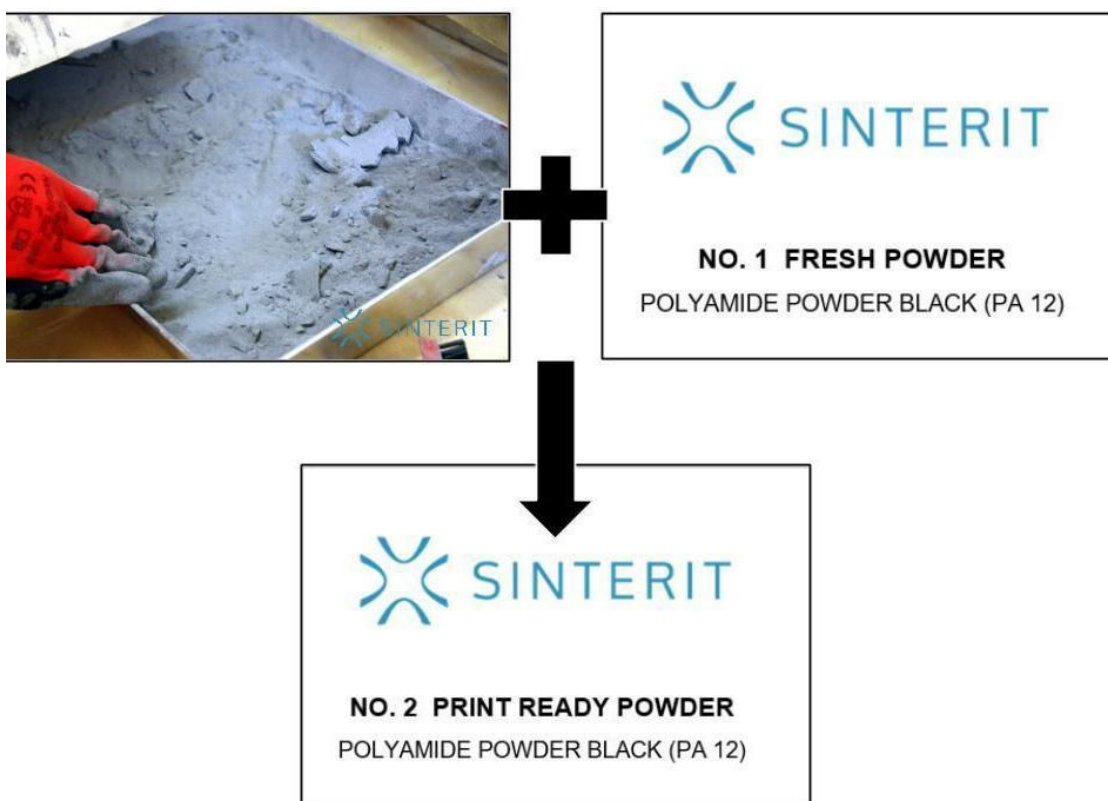 SINTERIT
SINTERIT
NO. 1 FRESH POWDER
POLYAMIDE POWDER BLACK (PA 12)
SINTERIT
NO. 2 PRINT READY POWDER
POLYAMIDE POWDER BLACK (PA 12)